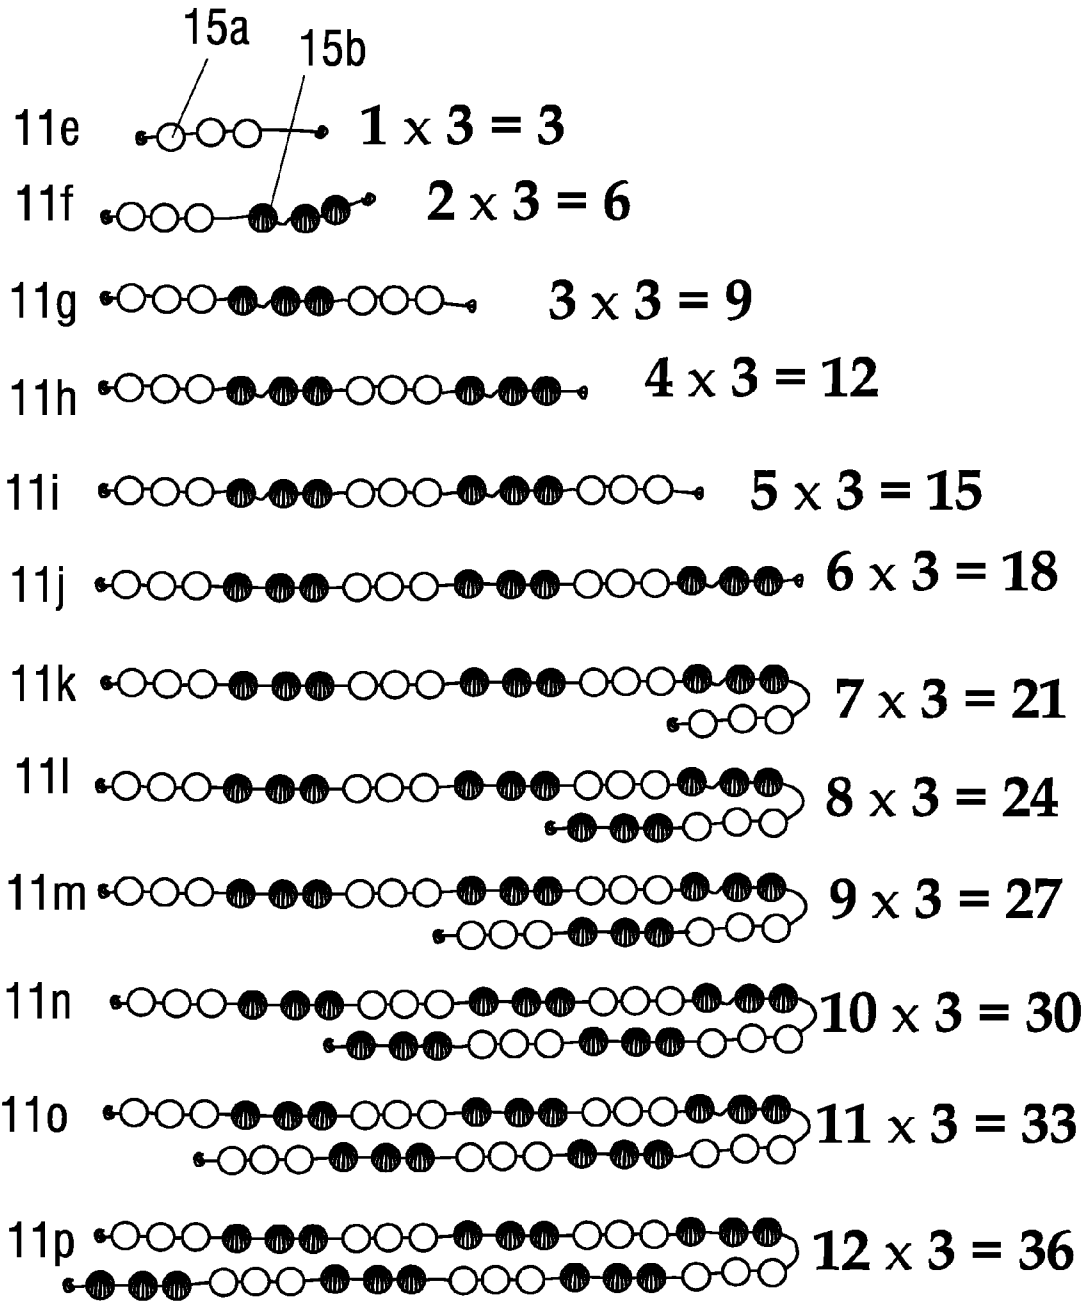 15a
15b
11e 1 x 3 = 3
11f 2 x 3 = 6
11g 3 x 3 = 9
11h 4 x 3 = 12
11i 5 x 3 = 15
11j 6 x 3 = 18
11k 7 x 3 = 21
11l 8 x 3 = 24
11m 9 x 3 = 27
11n 10 x 3 = 30
11o 11 x 3 = 33
11p 12 x 3 = 36